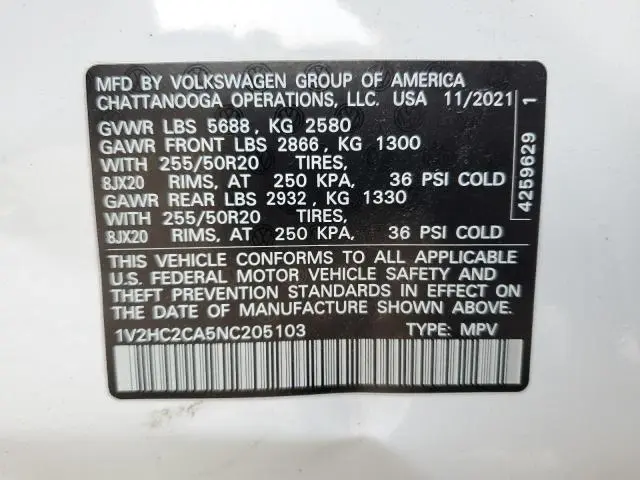 MFD BY VOLKSWAGEN GROUP OF AMERICA
CHATTANOOGA OPERATIONS, LLC. USA 11/2021
GVWR LBS 5688, KG 2580
GAWR FRONT LBS 2866, KG 1300
WITH 255/50R20 TIRES,
8JX20 RIMS, AT 250 KPA, 36 PSI COLD
GAWR REAR LBS 2932, KG 1330
WITH 255/50R20 TIRES,
8JX20 RIMS, AT 250 KPA, 36 PSI COLD
THIS VEHICLE CONFORMS TO ALL APPLICABLE
U.S. FEDERAL MOTOR VEHICLE SAFETY AND
THEFT PREVENTION STANDARDS IN EFFECT ON
THE DATE OF MANUFACTURE SHOWN ABOVE.
1V2HC2CA5NC205103 TYPE: MPV
4259629 1